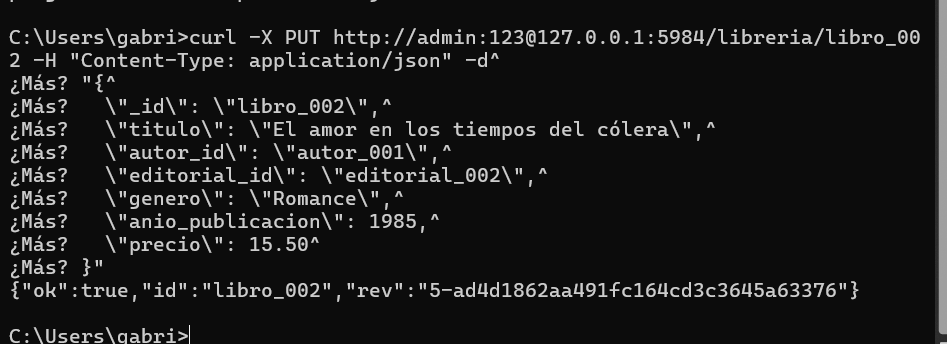 C:\Users\gabri>curl -X PUT http://admin:123@127.0.0.1:5984/libreria/libro_00
2 -H "Content-Type: application/json" -d^
¿Más? "{^
¿Más?   \"_id\": \"libro_002\",^
¿Más?   \"titulo\": \"El amor en los tiempos del cólera\",^
¿Más?   \"autor_id\": \"autor_001\",^
¿Más?   \"editorial_id\": \"editorial_002\",^
¿Más?   \"genero\": \"Romance\",^
¿Más?   \"anio_publicacion\": 1985,^
¿Más?   \"precio\": 15.50^
¿Más? }"
{"ok":true,"id":"libro_002","rev":"5-ad4d1862aa491fc164cd3c3645a63376"}
C:\Users\gabri>